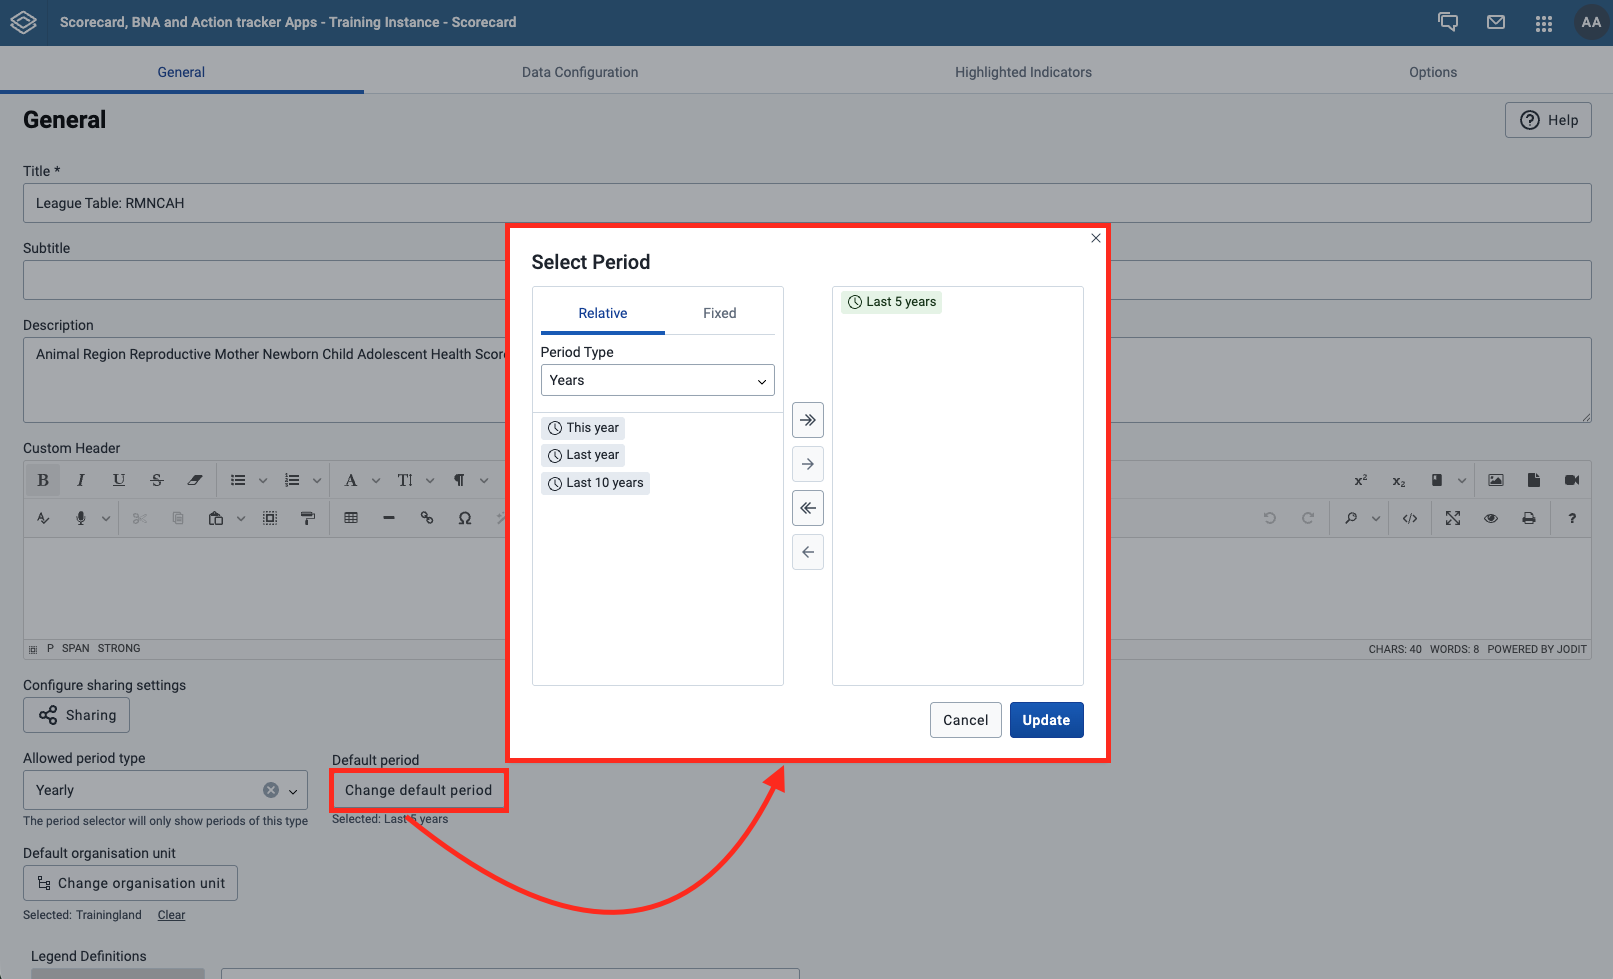 Scorecard, BNA and Action tracker Apps - Training Instance - Scorecard
AA
General
Data Configuration
Highlighted Indicators
Options
General
Help
Title *
League Table: RMNCAH
Subtitle
Description
Animal Region Reproductive Mother Newborn Child Adolescent Health
Custom Header
P SPAN STRONG
CHARS: 40 WORDS: 8 POWERED BY JODIT
Configure sharing settings
Sharing
Allowed period type
Yearly
The period selector will only show periods of this type
Default period
Change default period
Selected: Last 5 years
Default organisation unit
Change organisation unit
Selected: Trainingland Clear
Legend Definitions
Select Period
Relative
Fixed
Period Type
Years
This year
Last year
Last 10 years
Last 5 years
Cancel
Update